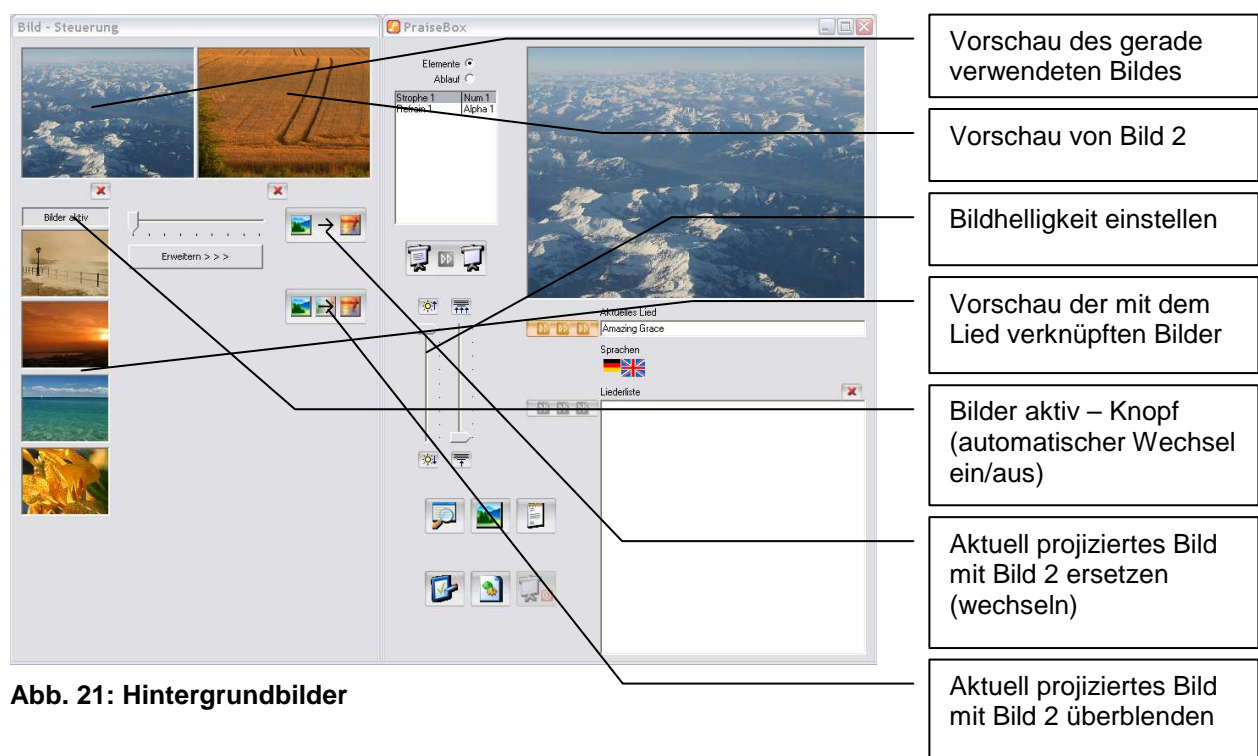 Bild - Steuerung
PraiseBox
Elemente
Ablauf
Strophe 1 Num 1
Refrain 1 Alpha 1
Bilder aktiv
Erweitern > > >
Aktuelles Lied
Amazing Grace
Sprachen
Liederliste
Vorschau des gerade
verwendeten Bildes
Vorschau von Bild 2
Bildhelligkeit einstellen
Vorschau der mit dem
Lied verknüpften Bilder
Bilder aktiv – Knopf
(automatischer Wechsel
ein/aus)
Aktuell projiziertes Bild
mit Bild 2 ersetzen
(wechseln)
Aktuell projiziertes Bild
mit Bild 2 überblenden
Abb. 21: Hintergrundbilder